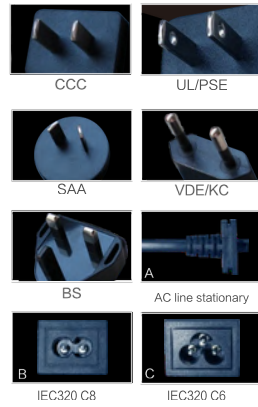 CCC
UL/PSE
SAA
VDE/KC
BS
A
AC line stationary
B
C
IEC320 C8
IEC320 C6